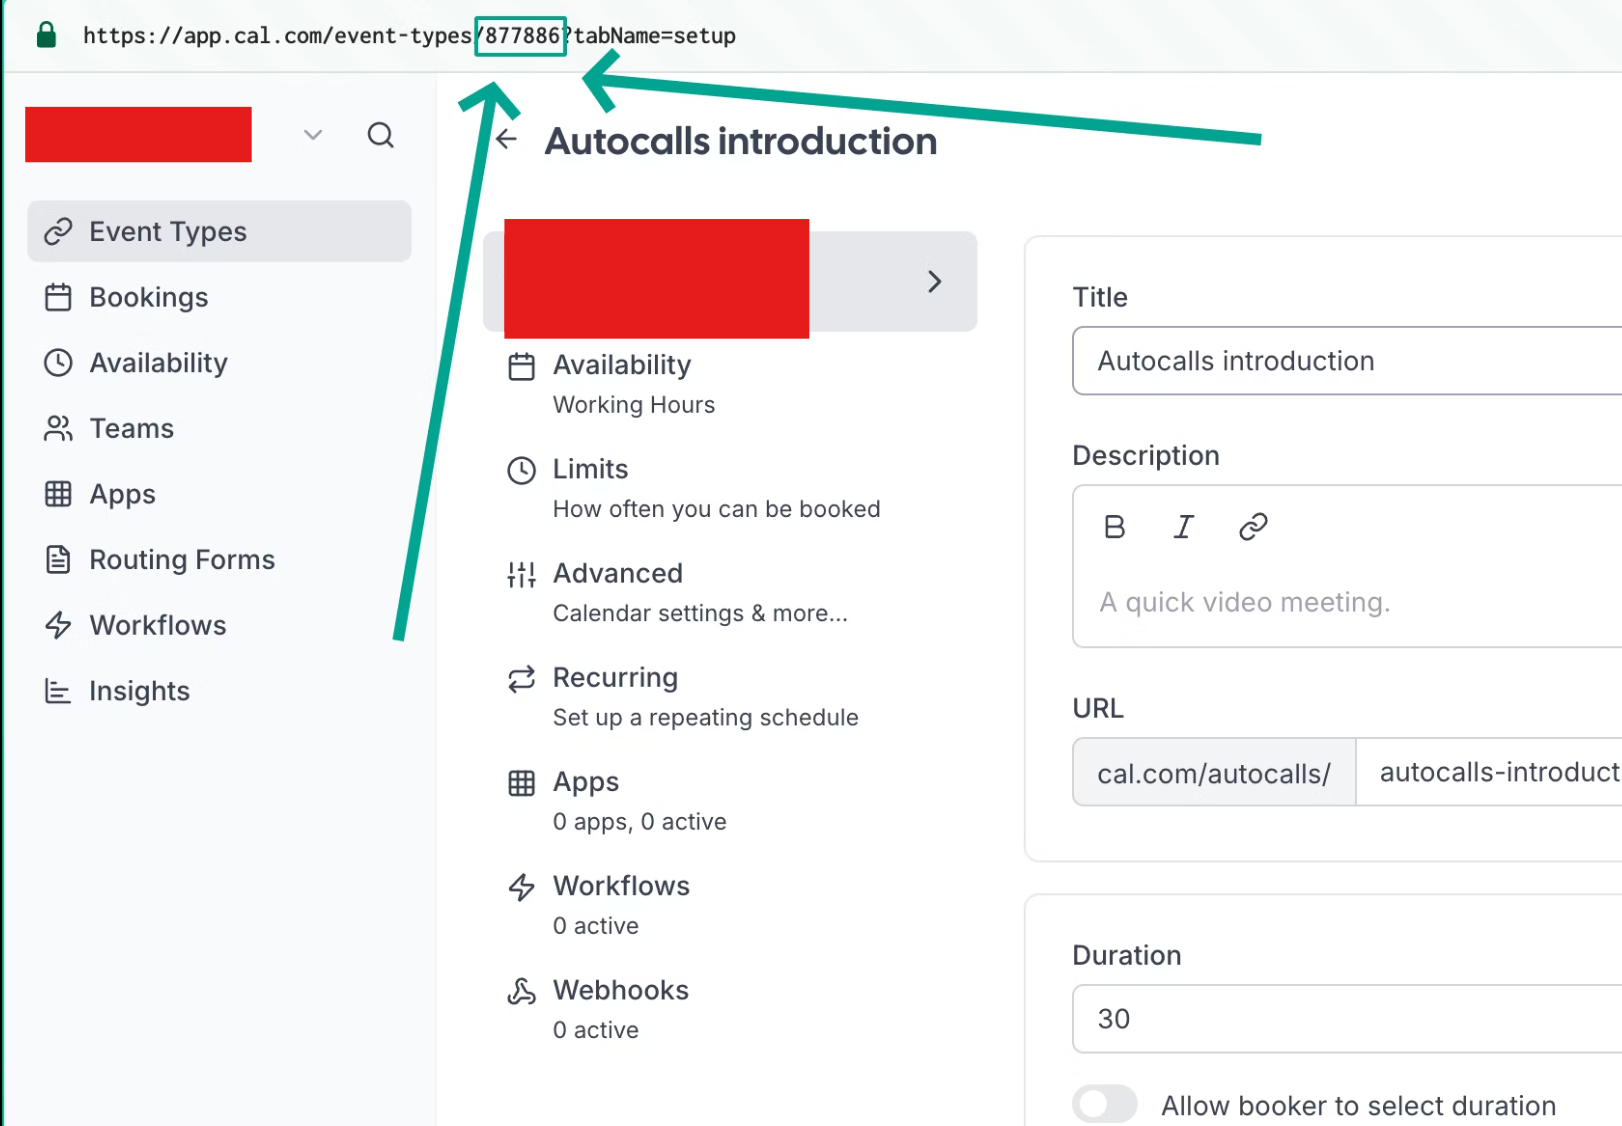 https://app.cal.com/event-types/877886?tabName=setup
Autocalls introduction
Event Types
Bookings
Availability
Teams
Apps
Routing Forms
Workflows
Insights
Availability
Working Hours
Limits
How often you can be booked
Advanced
Calendar settings & more...
Recurring
Set up a repeating schedule
Apps
0 apps, 0 active
Workflows
0 active
Webhooks
0 active
Title
Autocalls introduction
Description
B I
A quick video meeting.
URL
cal.com/autocalls/ autocalls-introduct
Duration
30
Allow booker to select duration